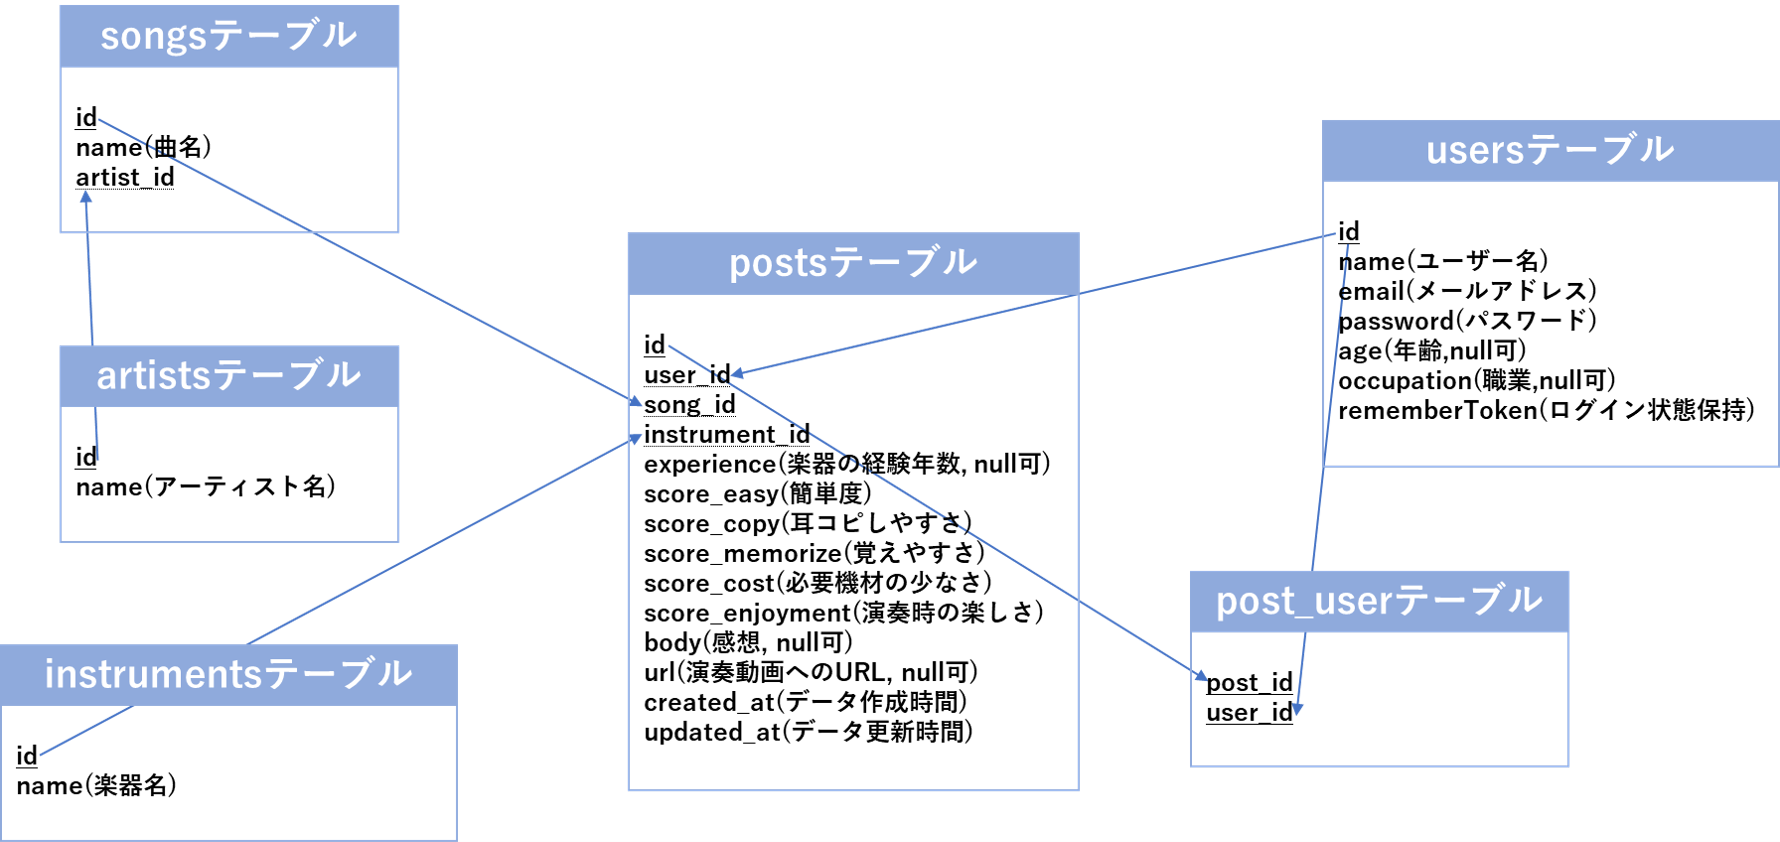 songsテーブル
id
name(曲名)
artist_id
artistsテーブル
id
name(アーティスト名)
instrumentsテーブル
id
name(楽器名)
postsテーブル
id
user_id
song_id
instrument_id
experience(楽器の経験年数, null可)
score_easy(簡単度)
score_copy(耳コピしやすさ)
score_memorize(覚えやすさ)
score_cost(必要機材の少なさ)
score_enjoyment(演奏時の楽しさ)
body(感想, null可)
url(演奏動画へのURL, null可)
created_at(データ作成時間)
updated_at(データ更新時間)
usersテーブル
id
name(ユーザー名)
email(メールアドレス)
password(パスワード)
age(年齢,null可)
occupation(職業,null可)
rememberToken(ログイン状態保持)
post_userテーブル
post_id
user_id